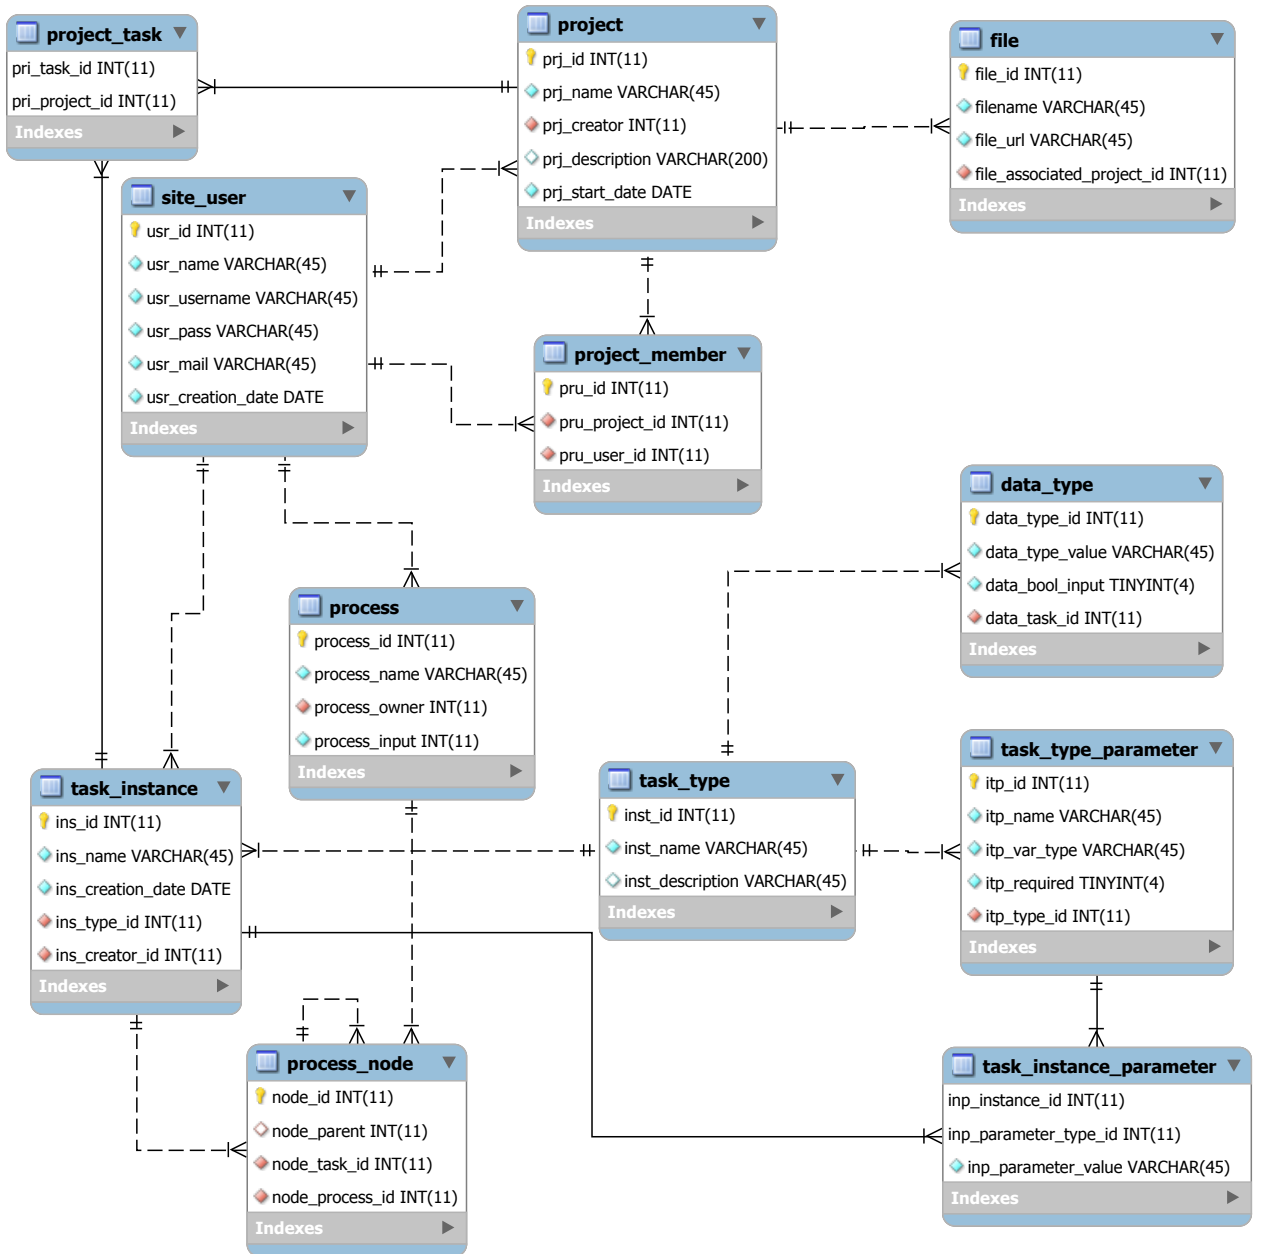 project_task
pri_task_id INT(11)
pri_project_id INT(11)
Indexes
project
prj_id INT(11)
prj_name VARCHAR(45)
prj_creator INT(11)
prj_description VARCHAR(200)
prj_start_date DATE
Indexes
file
file_id INT(11)
filename VARCHAR(45)
file_url VARCHAR(45)
file_associated_project_id INT(11)
Indexes
site_user
usr_id INT(11)
usr_name VARCHAR(45)
usr_username VARCHAR(45)
usr_pass VARCHAR(45)
usr_mail VARCHAR(45)
usr_creation_date DATE
Indexes
project_member
pru_id INT(11)
pru_project_id INT(11)
pru_user_id INT(11)
Indexes
data_type
data_type_id INT(11)
data_type_value VARCHAR(45)
data_bool_input TINYINT(4)
data_task_id INT(11)
Indexes
process
process_id INT(11)
process_name VARCHAR(45)
process_owner INT(11)
process_input INT(11)
Indexes
task_instance
ins_id INT(11)
ins_name VARCHAR(45)
ins_creation_date DATE
ins_type_id INT(11)
ins_creator_id INT(11)
Indexes
task_type
inst_id INT(11)
inst_name VARCHAR(45)
inst_description VARCHAR(45)
Indexes
task_type_parameter
itp_id INT(11)
itp_name VARCHAR(45)
itp_var_type VARCHAR(45)
itp_required TINYINT(4)
itp_type_id INT(11)
Indexes
process_node
node_id INT(11)
node_parent INT(11)
node_task_id INT(11)
node_process_id INT(11)
Indexes
task_instance_parameter
inp_instance_id INT(11)
inp_parameter_type_id INT(11)
inp_parameter_value VARCHAR(45)
Indexes